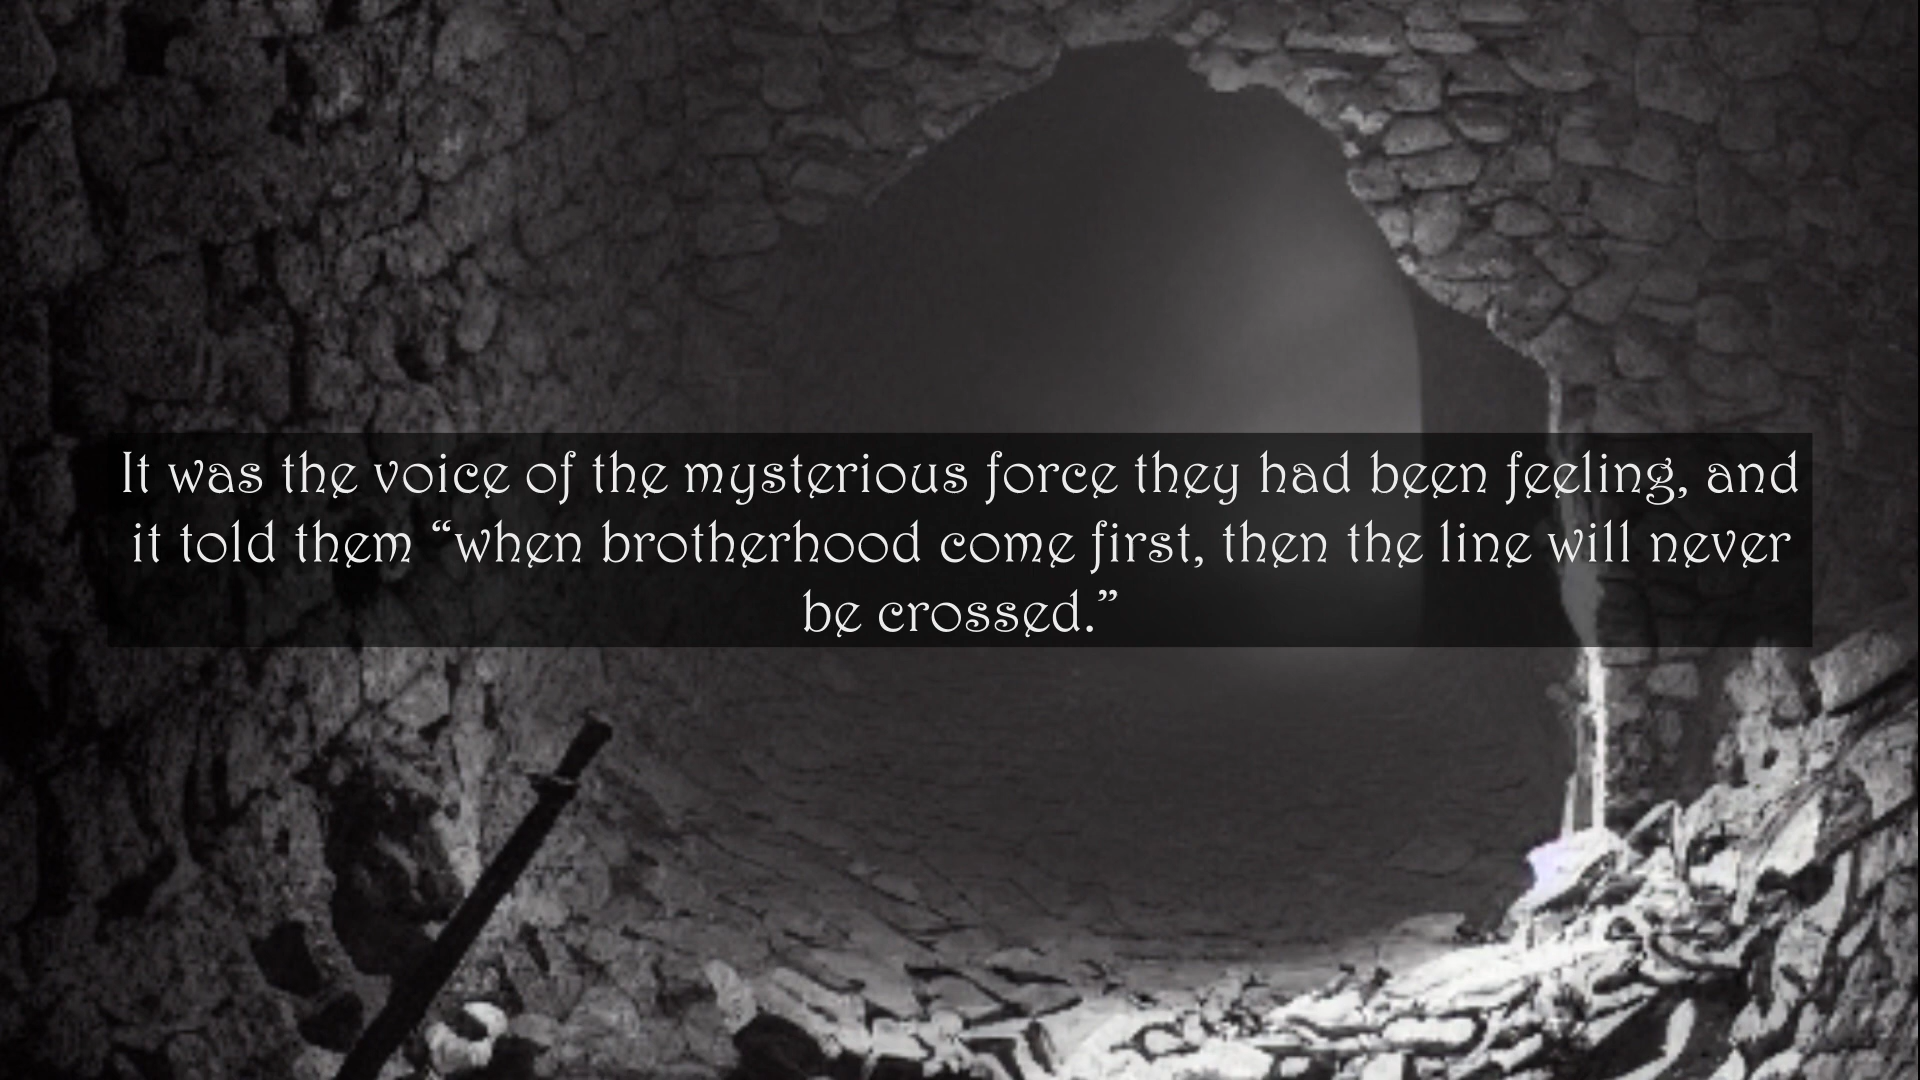 It was the voice of the mysterious force they had been feeling, and
it told them “when brotherhood come first, then the line will never
be crossed.”